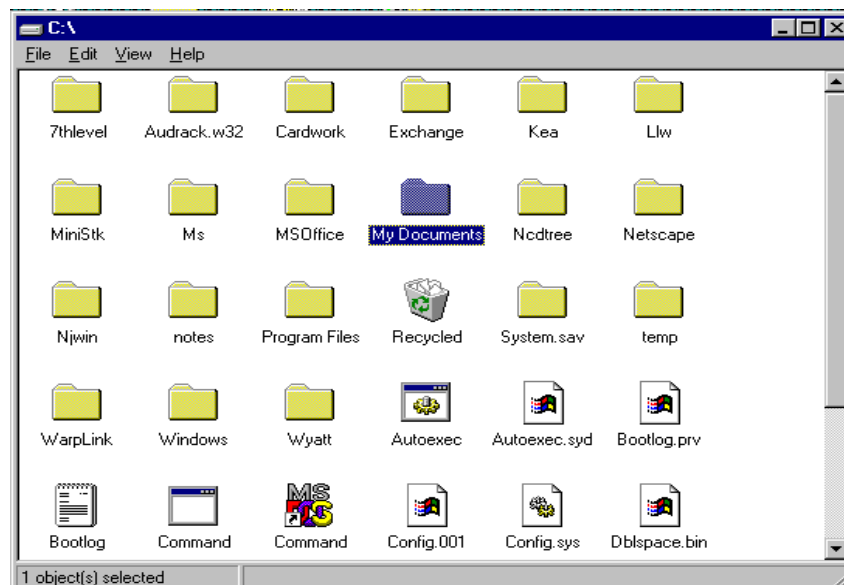 C:\
File Edit View Help
7thlevel Audrack.w32 Cardwork Exchange Kea Llw
MiniStk Ms MSOffice My Documents Ncdtree Netscape
Njwin notes Program Files Recycled System.sav temp
WarpLink Windows Wyatt Autoexec Autoexec.syd Bootlog.prv
MS
Bootlog Command Command Config.001 Config.sys Dblspace.bin
1 object(s) selected